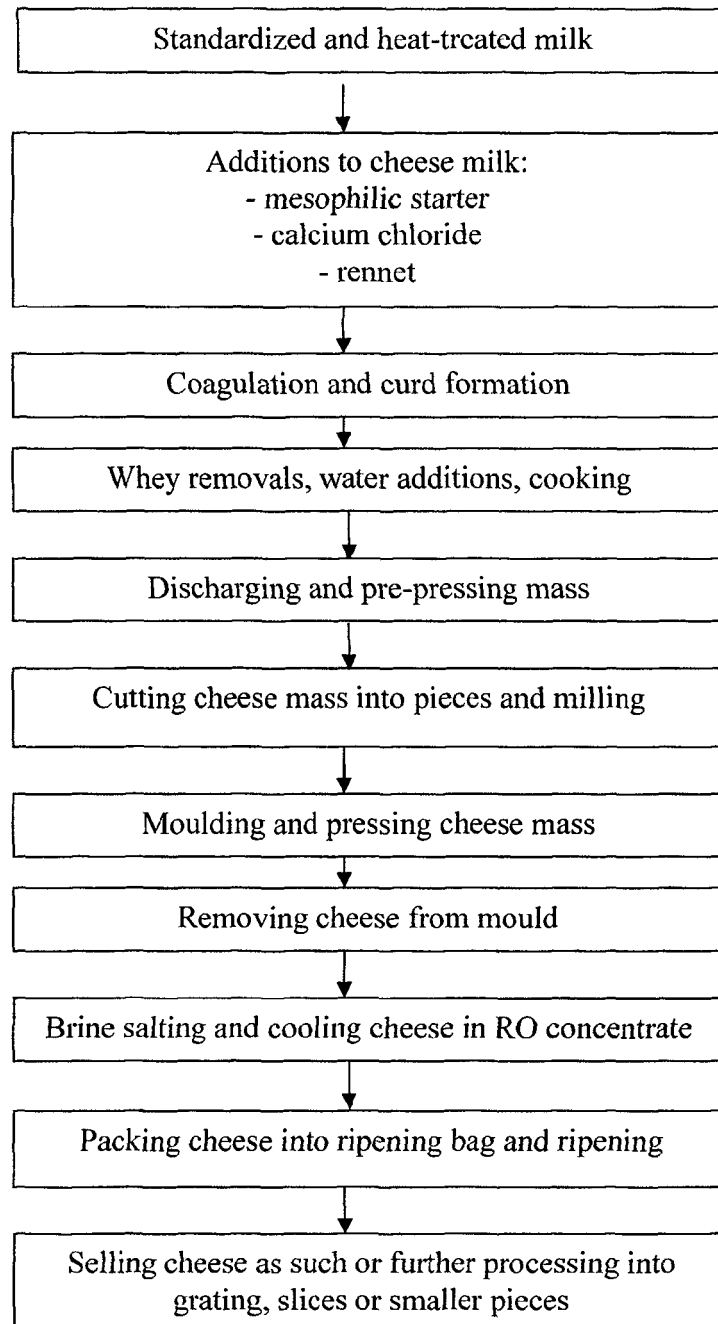 Standardized and heat-treated milk
Additions to cheese milk:
- mesophilic starter
- calcium chloride
- rennet
Coagulation and curd formation
Whey removals, water additions, cooking
Discharging and pre-pressing mass
Cutting cheese mass into pieces and milling
Moulding and pressing cheese mass
Removing cheese from mould
Brine salting and cooling cheese in RO concentrate
Packing cheese into ripening bag and ripening
Selling cheese as such or further processing into
grating, slices or smaller pieces